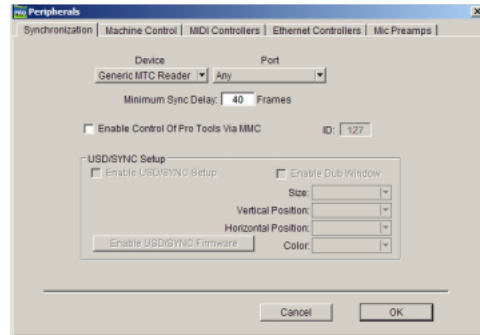 PRO Peripherals
Synchronization Machine Control MIDI Controllers Ethernet Controllers Mic Preamps
Device Port
Generic MTC Reader Any
Minimum Sync Delay: 40 Frames
Enable Control Of Pro Tools Via MMC ID: 127
USD/SYNC Setup
Enable USD/SYNC Setup Enable Dub Window
Size:
Vertical Position:
Horizontal Position:
Enable USD/SYNC Firmware Color:
Cancel OK